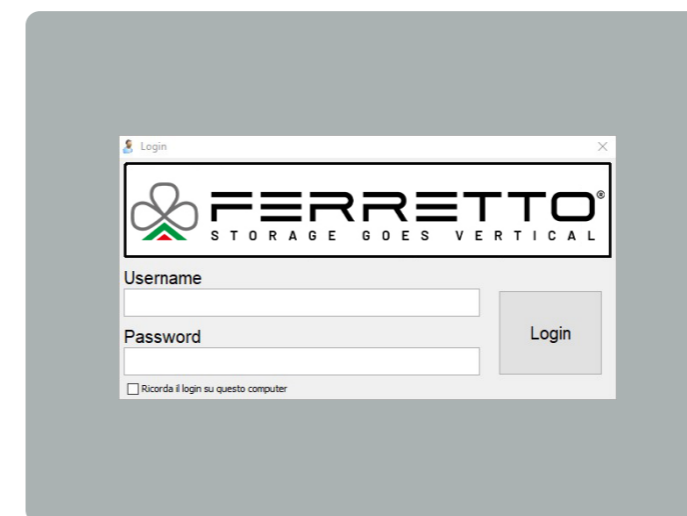 Login
FERRETTO®
STORAGE GOES VERTICAL
Username
Password
Login
Ricorda il login su questo computer